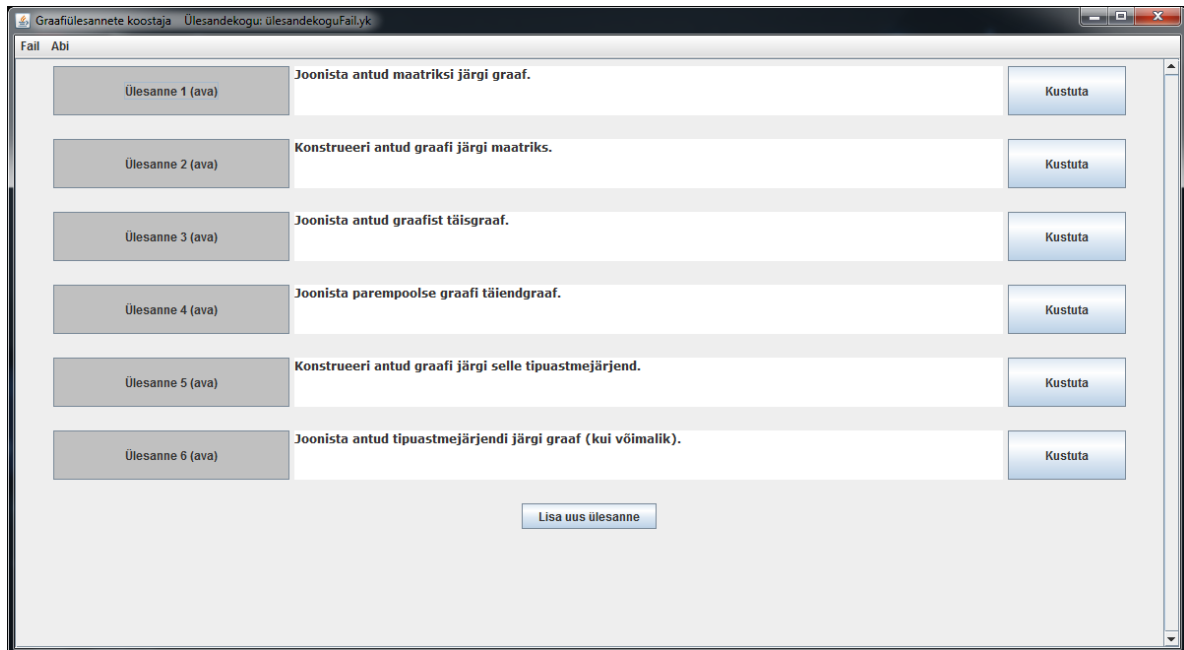 Graafiülesannete koostaja Ülesandekogu: ülesandekoguFail.yk
Fail Abi
Ülesanne 1 (ava) Joonista antud maatriksi järgi graaf. Kustuta
Ülesanne 2 (ava) Konstrueeri antud graafi järgi maatriks. Kustuta
Ülesanne 3 (ava) Joonista antud graafist täisgraaf. Kustuta
Ülesanne 4 (ava) Joonista parempoolse graafi täiendgraaf. Kustuta
Ülesanne 5 (ava) Konstrueeri antud graafi järgi selle tipuastmejärjend. Kustuta
Ülesanne 6 (ava) Joonista antud tipuastmejärjendi järgi graaf (kui võimalik). Kustuta
Lisa uus ülesanne